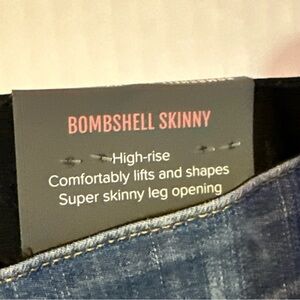 BOMBSHELL SKINNY
High-rise
Comfortably lifts and shapes
Super skinny leg opening